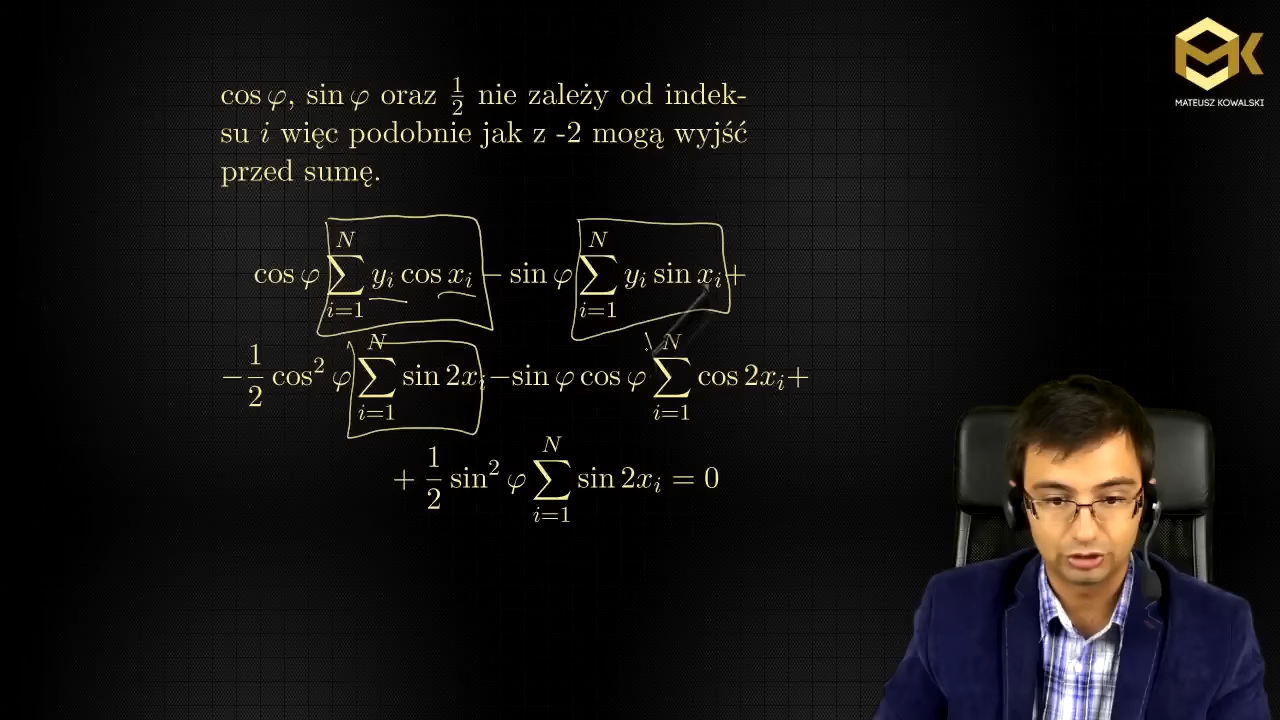 MATEUSZ KOWALSKI
cos φ, sin φ oraz 1/2 nie zależy od indek-
su i więc podobnie jak z -2 mogą wyjść
przed sumę.
cos φ ∑_{i=1}^{N} y_i cos x_i − sin φ ∑_{i=1}^{N} y_i sin x_i +
− 1/2 cos² φ ∑_{i=1}^{N} sin 2x_i − sin φ cos φ ∑_{i=1}^{N} cos 2x_i +
+ 1/2 sin² φ ∑_{i=1}^{N} sin 2x_i = 0